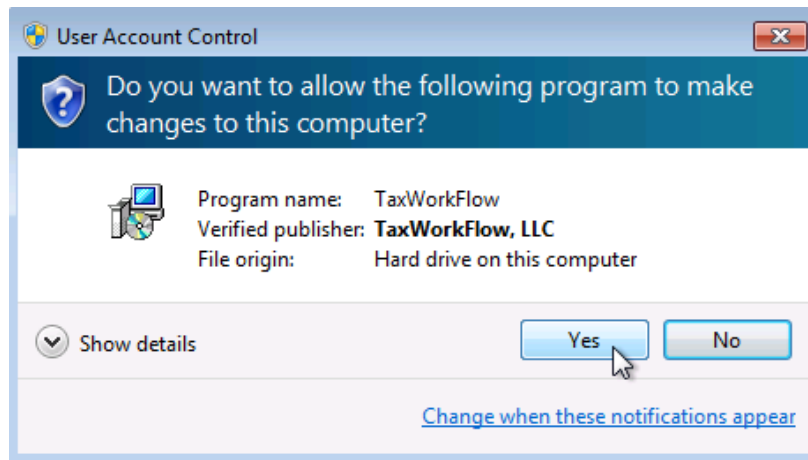 User Account Control
Do you want to allow the following program to make
changes to this computer?
Program name: TaxWorkFlow
Verified publisher: TaxWorkFlow, LLC
File origin: Hard drive on this computer
Show details
Yes
No
Change when these notifications appear